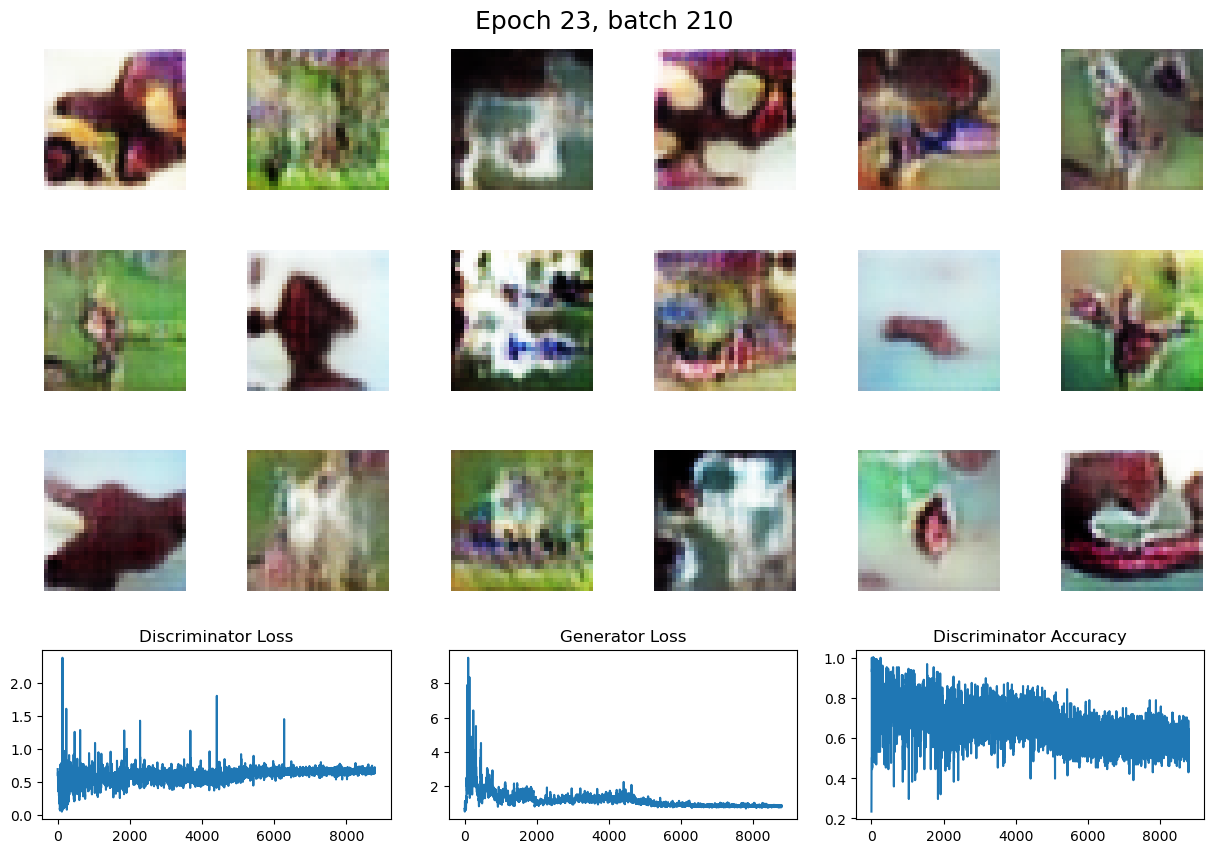 Epoch 23, batch 210
Discriminator Loss
Generator Loss
Discriminator Accuracy
2.0
1.5
1.0
0.5
0.0
0 2000 4000 6000 8000
8
6
4
2
0 2000 4000 6000 8000
1.0
0.8
0.6
0.4
0.2
0 2000 4000 6000 8000